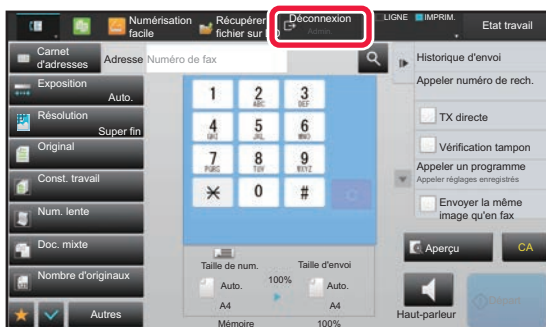 Numérisation facile
Récupérer fichier sur
Déconnexion
Admin.
LIGNE IMPRIM.
Etat travail
Carnet d'adresses
Adresse
Numéro de fax
Exposition
Auto.
Résolution
Super fin
Original
Const. travail
Num. lente
Doc. mixte
Nombre d'originaux
Autres
1 2 3
ABC DEF
4 5 6
GHI JKL MNO
7 8 9
PQRS TUV WXYZ
0 #
Taille de num.
Taille d'envoi
Auto.
100%
Auto.
A4
A4
Mémoire
100%
Historique d'envoi
Appeler numéro de rech.
TX directe
Vérification tampon
Appeler un programme
Appeler réglages enregistrés
Envoyer la même
image qu'en fax
Aperçu
CA
Haut-parleur
Départ